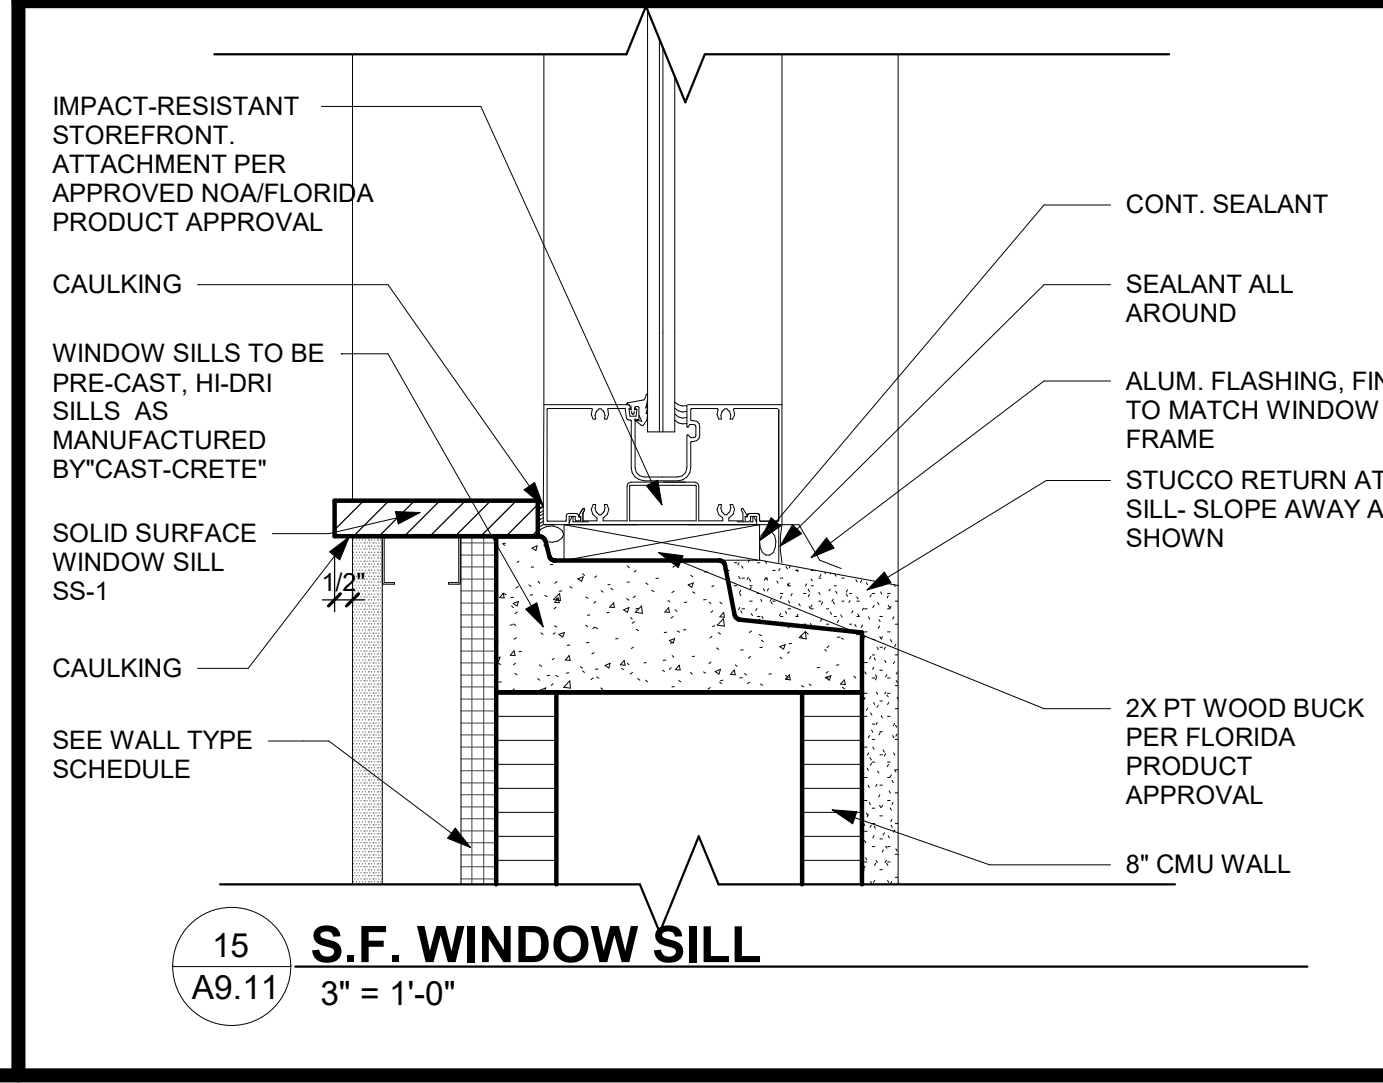 IMPACT-RESISTANT
STOREFRONT.
ATTACHMENT PER
APPROVED NOA/FLORIDA
PRODUCT APPROVAL
CAULKING
WINDOW SILLS TO BE
PRE-CAST, HI-DRI
SILLS AS
MANUFACTURED
BY"CAST-CRETE"
SOLID SURFACE
WINDOW SILL
SS-1
1/2"
CAULKING
SEE WALL TYPE
SCHEDULE
CONT. SEALANT
SEALANT ALL
AROUND
ALUM. FLASHING, FIN
TO MATCH WINDOW
FRAME
STUCCO RETURN AT
SILL- SLOPE AWAY A
SHOWN
2X PT WOOD BUCK
PER FLORIDA
PRODUCT
APPROVAL
8" CMU WALL
15
A9.11
S.F. WINDOW SILL
3" = 1'-0"